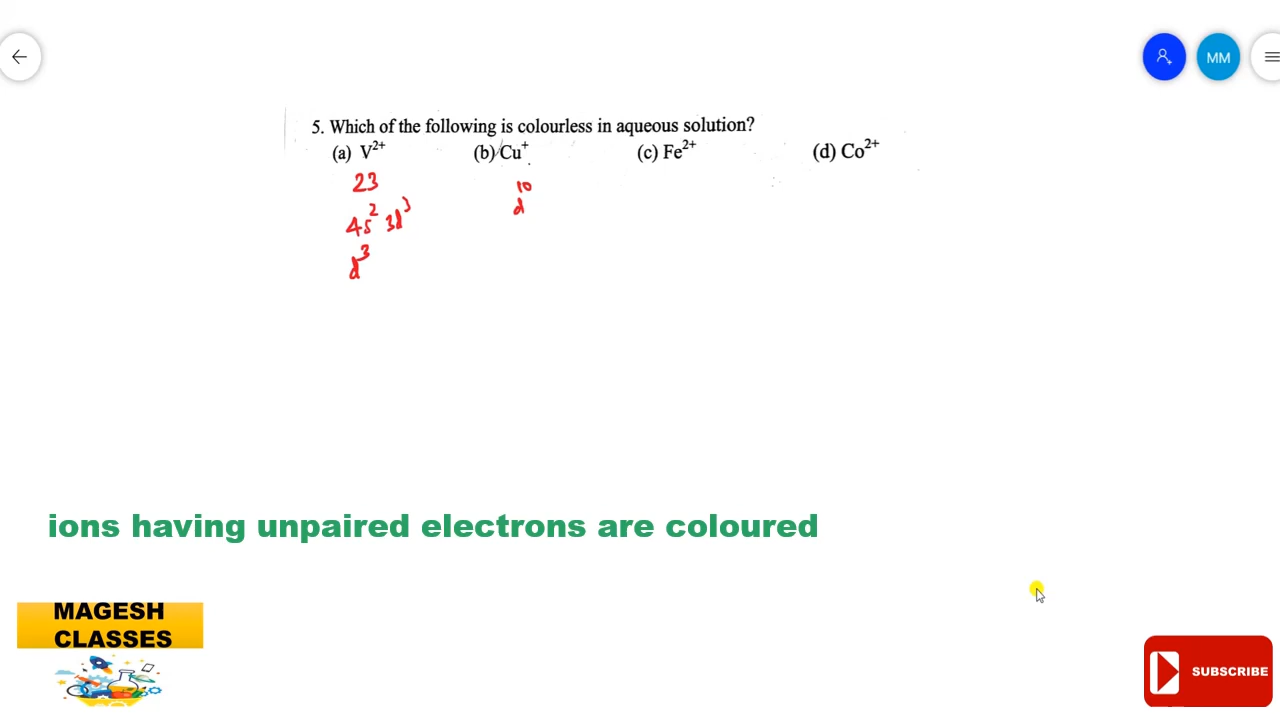 MM
5. Which of the following is colourless in aqueous solution?
(a) V²⁺ (b) Cu⁺ (c) Fe²⁺ (d) Co²⁺
23
4s² 3d³
d³
d¹⁰
ions having unpaired electrons are coloured
MAGESH
CLASSES
SUBSCRIBE